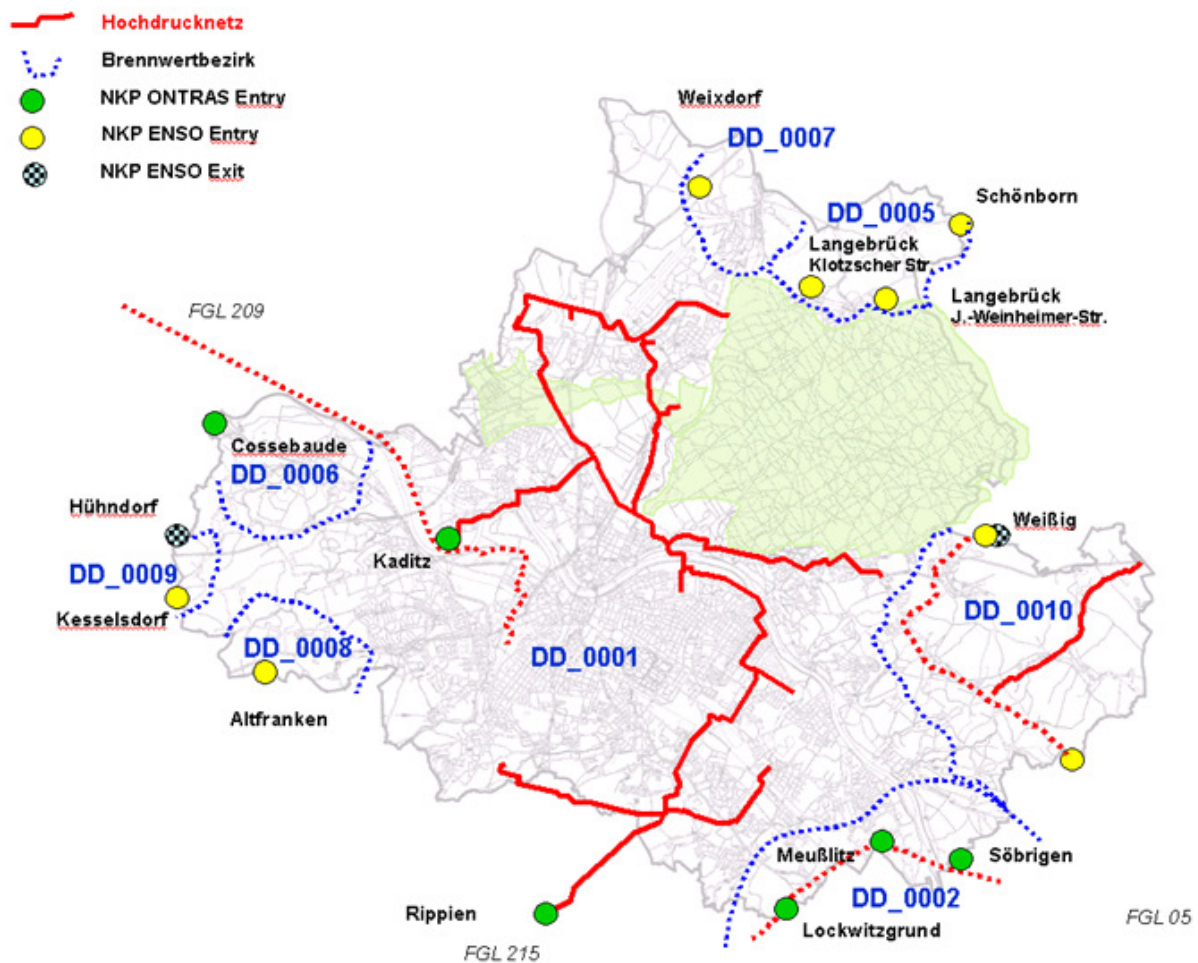 Hochdrucknetz
Brennwertbezirk
NKP ONTRAS Entry
NKP ENSO Entry
NKP ENSO Exit
Weixdorf
DD_0007
DD_0005
Schönborn
Langebrück
Klotzscher Str.
Langebrück
J.-Weinheimer-Str.
FGL 209
Cossebaude
DD_0006
Hühndorf
Weißig
Kaditz
DD_0009
Kesselsdorf
DD_0010
DD_0008
DD_0001
Altfranken
Meußlitz
Söbrigen
DD_0002
Rippien
Lockwitzgrund
FGL 05
FGL 215